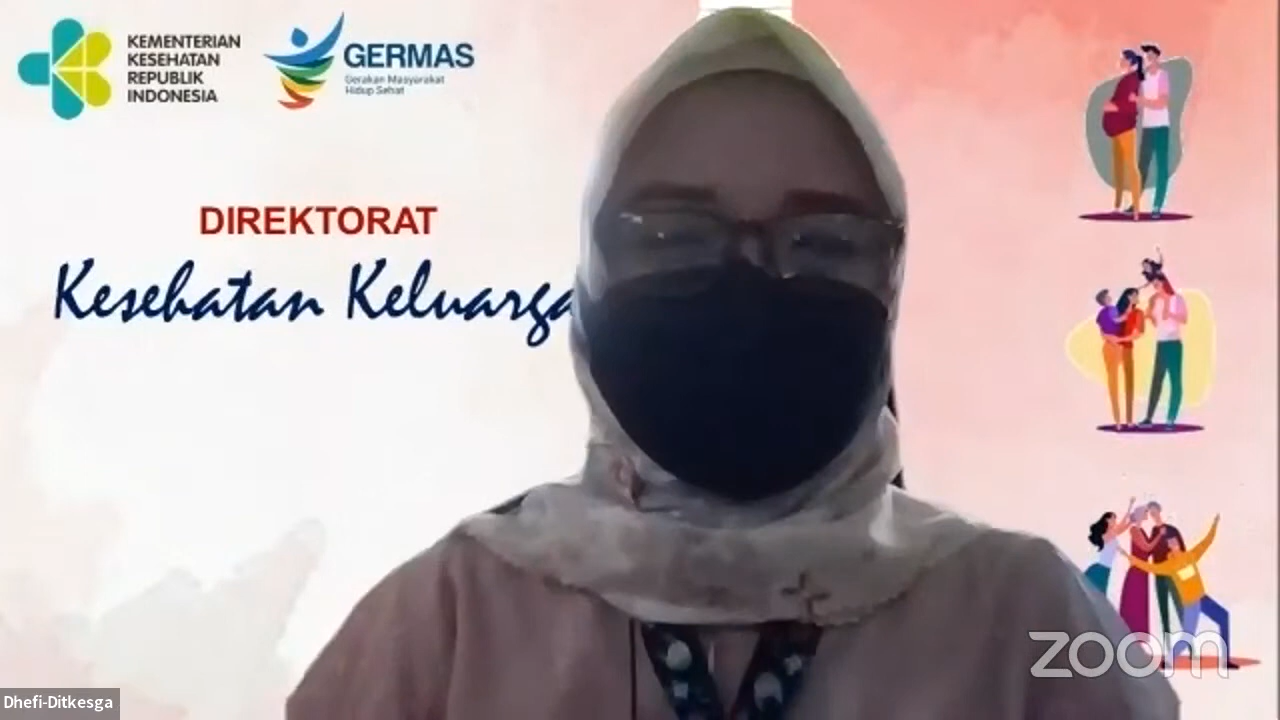 KEMENTERIAN
KESEHATAN
REPUBLIK
INDONESIA
GERMAS
Gerakan Masyarakat
Hidup Sehat
DIREKTORAT
Kesehatan Keluarga
zoom
Dhefi-Ditkesga